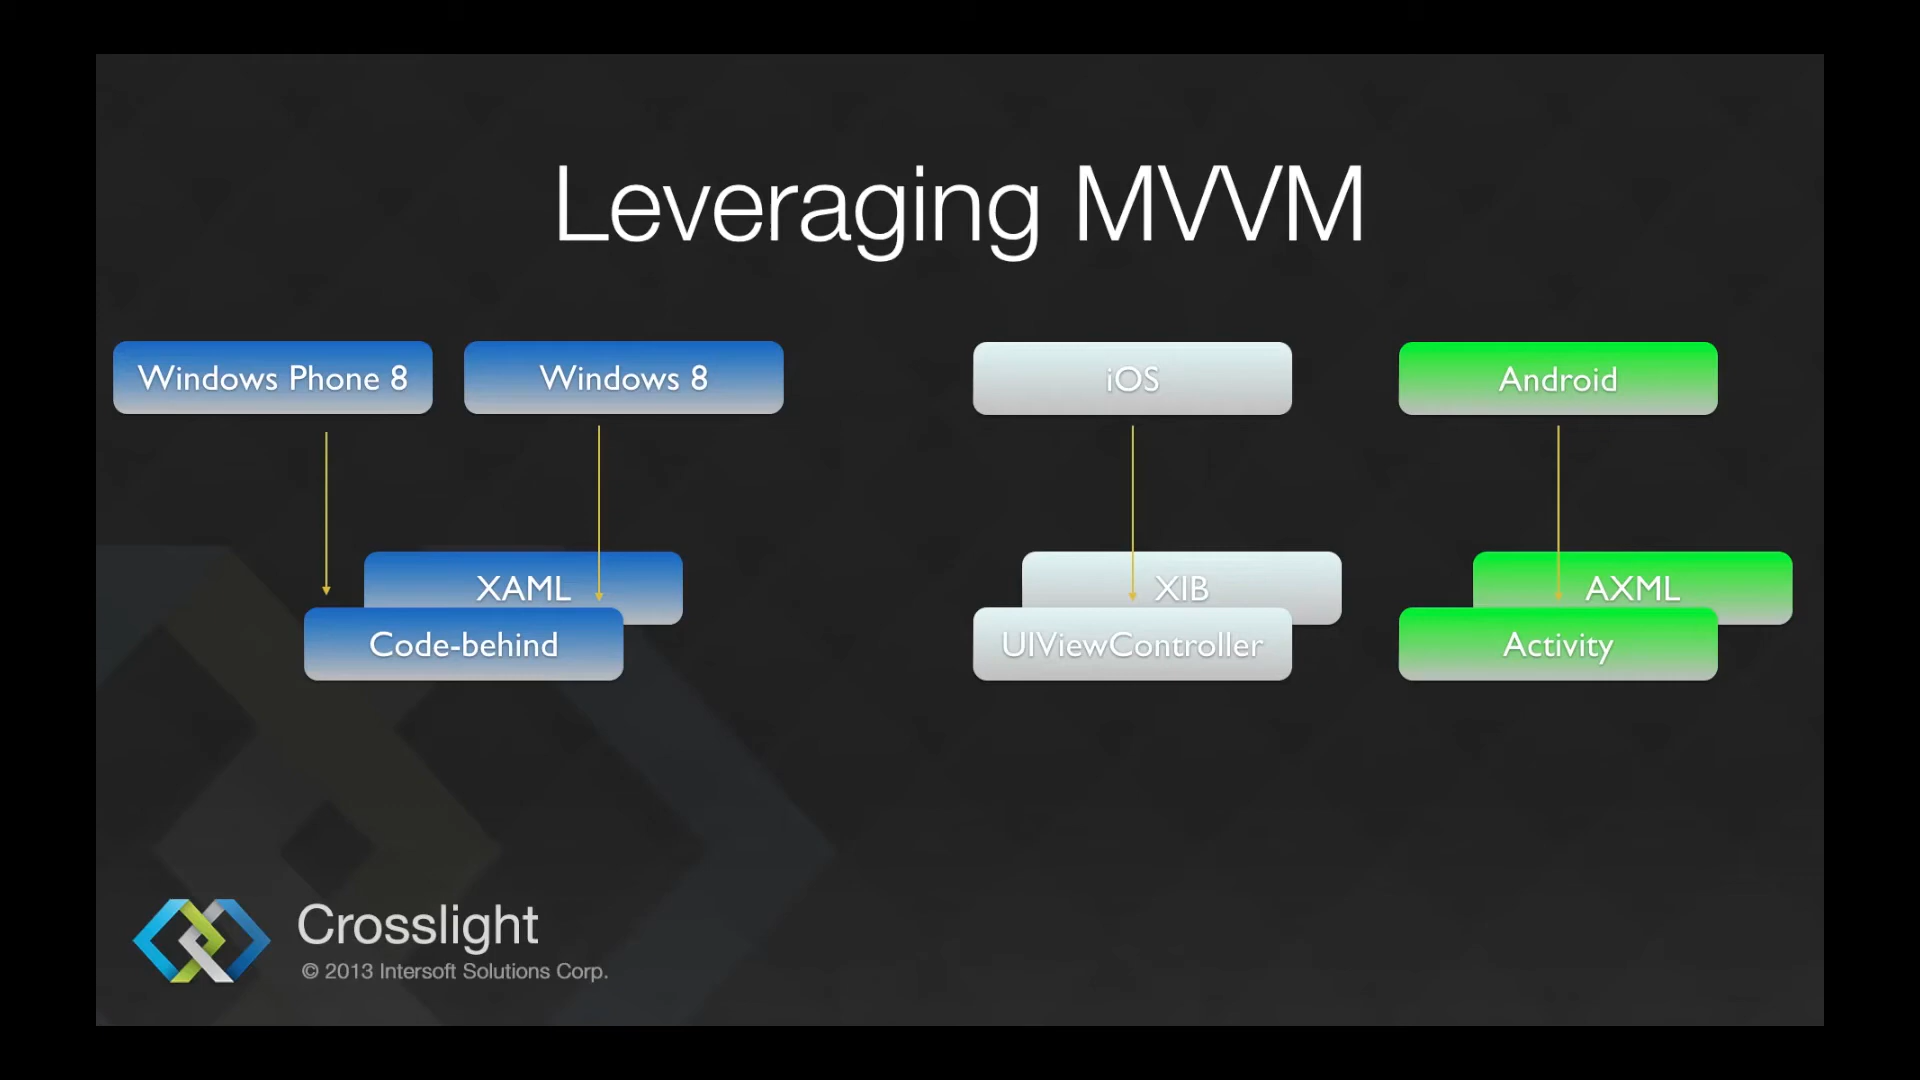 Leveraging MVVM
Windows Phone 8
Windows 8
iOS
Android
XAML
Code-behind
XIB
UIViewController
AXML
Activity
Crosslight
© 2013 Intersoft Solutions Corp.